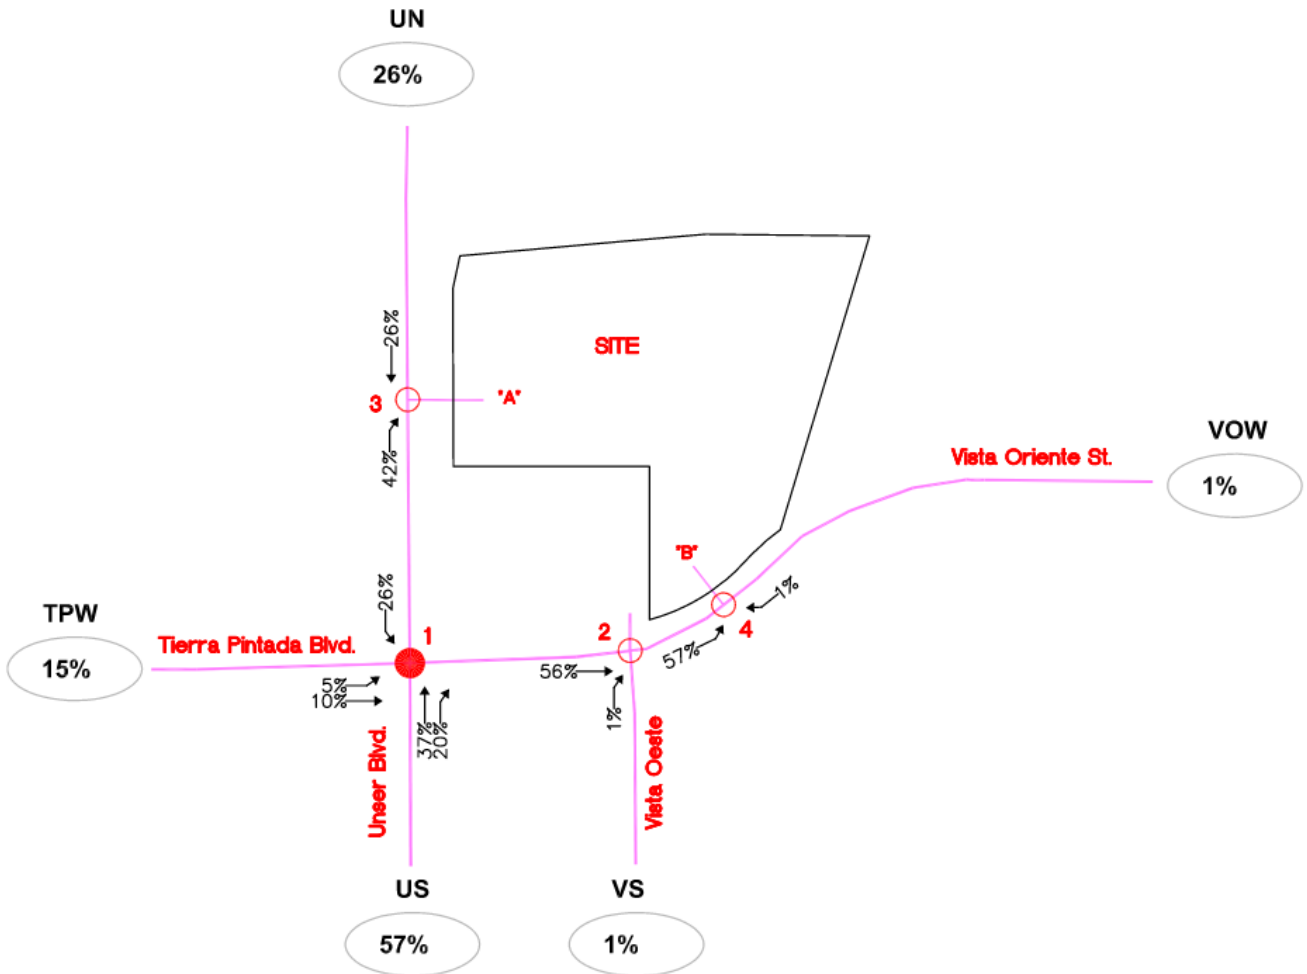 UN
26%
26%
SITE
3
"A"
42%
VOW
Vista Oriente St.
1%
"B"
26%
1%
TPW
1
2
4
Tierra Pintada Blvd.
15%
57%
56%
5%
10%
1%
37%
20%
Unser Blvd.
Vista Oeste
US
VS
57%
1%